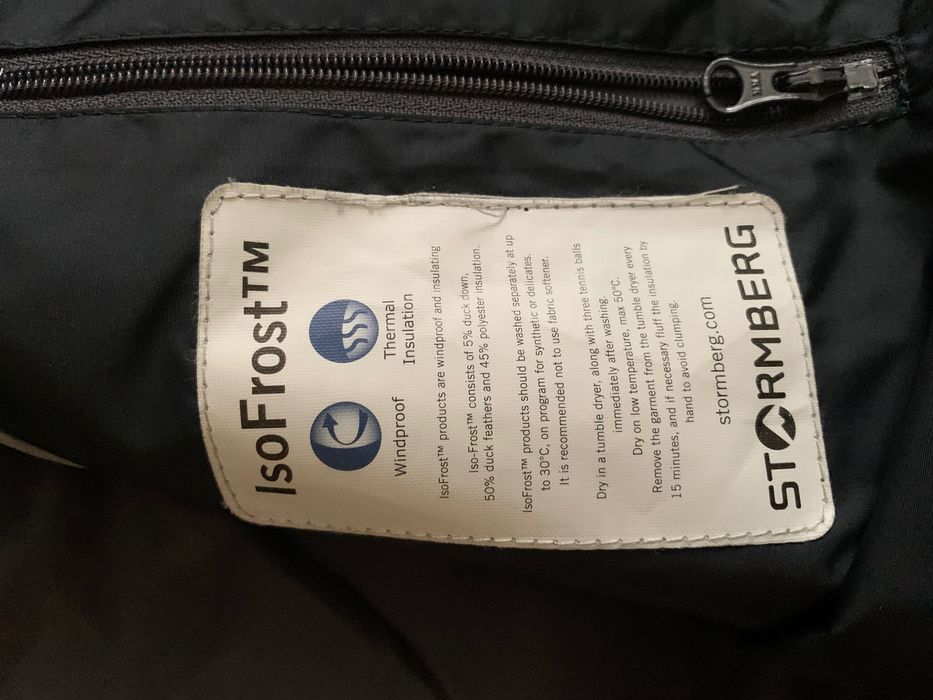 IsoFrost™
Windproof
Thermal
Insulation
IsoFrost™ products are windproof and insulating
Iso-Frost™ consists of 5% duck down,
50% duck feathers and 45% polyester insulation.
IsoFrost™ products should be washed separately at up
to 30°C, on program for synthetic or delicates.
It is recommended not to use fabric softener.
Dry in a tumble dryer, along with three tennis balls
immediately after washing.
Dry on low temperature, max 50°C.
Remove the garment from the tumble dryer every
15 minutes, and if necessary fluff the insulation by
hand to avoid clumping.
stormberg.com
STORMBERG
YKK